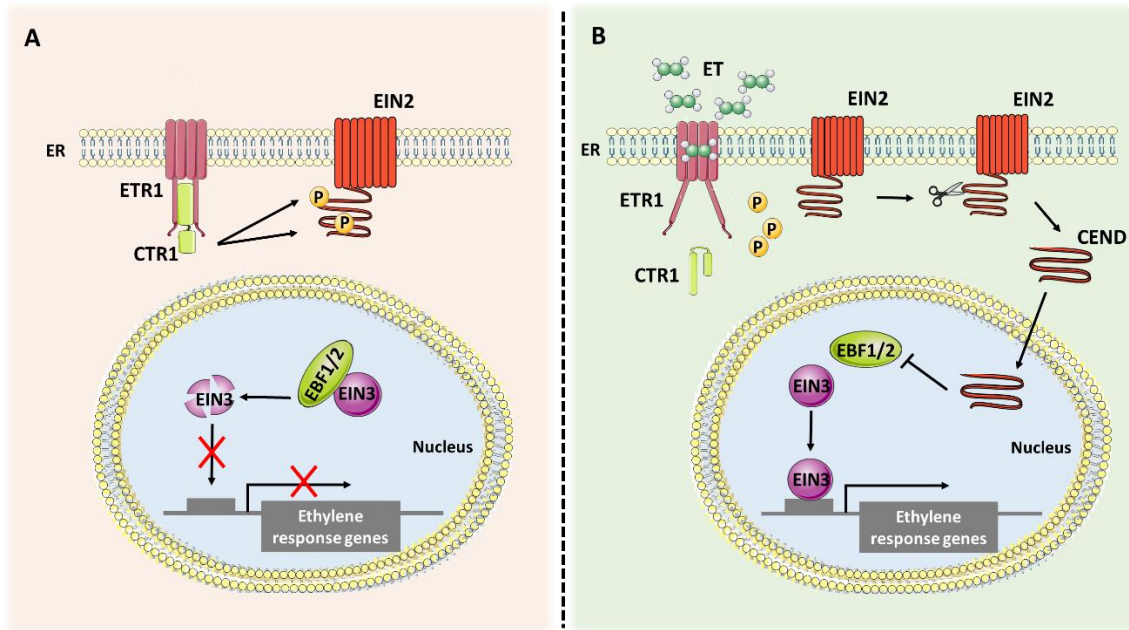 A
EIN2
ER
ETR1
P
P
CTR1
EBF1/2
EIN3
EIN3
Nucleus
Ethylene
response genes
B
ET
EIN2
EIN2
ER
ETR1
P
P
P
CEND
CTR1
EBF1/2
EIN3
Nucleus
EIN3
Ethylene
response genes